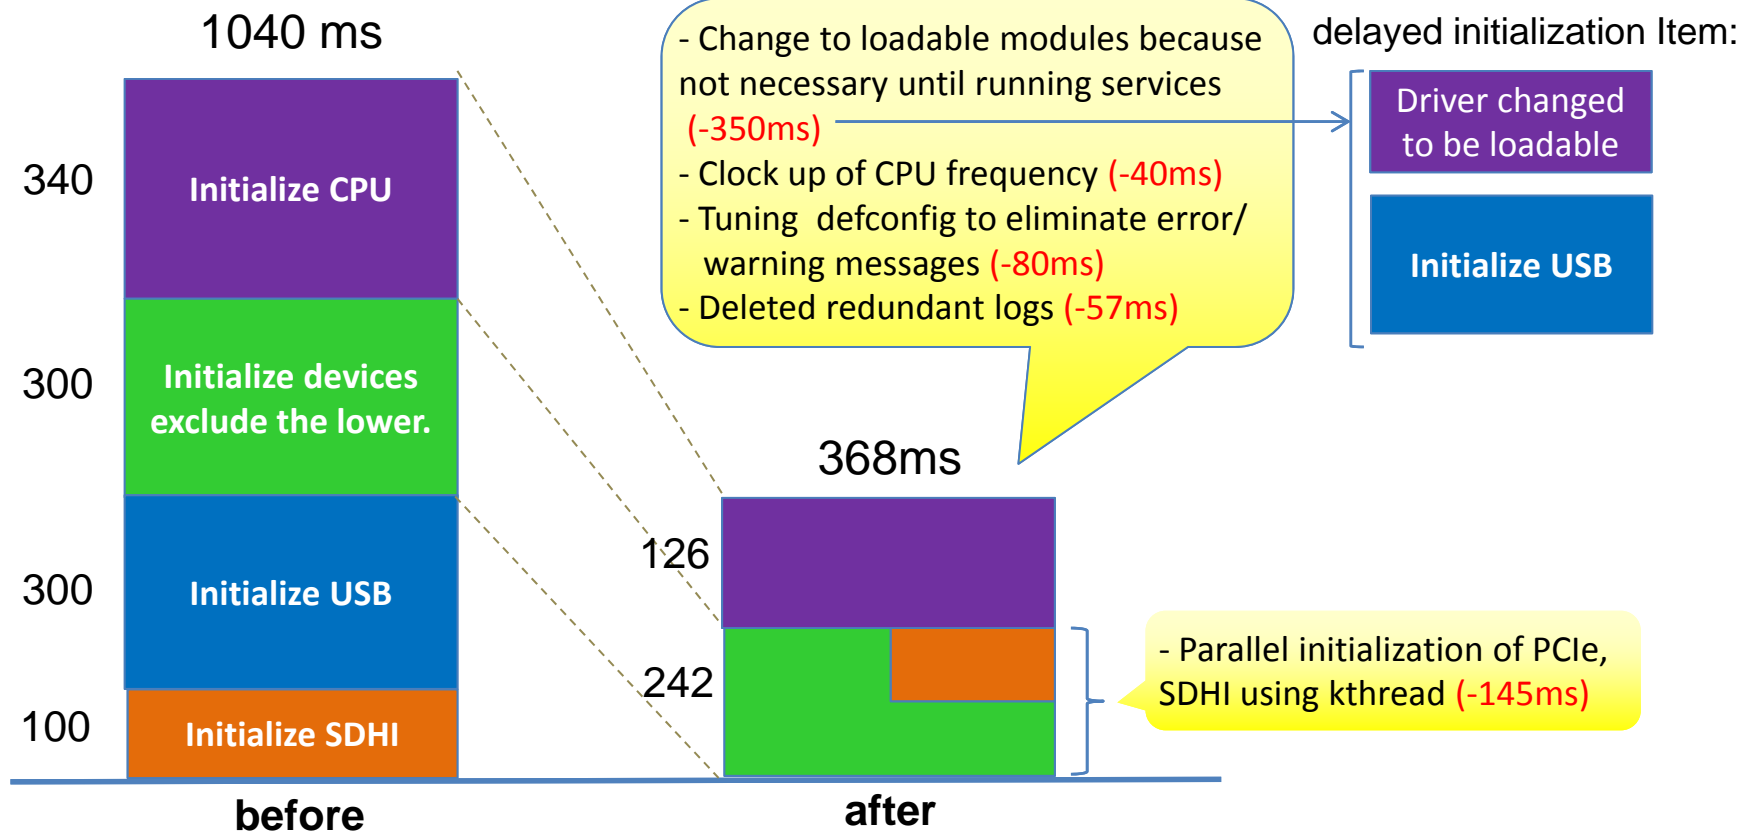 1040 ms
340
Initialize CPU
300
Initialize devices
exclude the lower.
300
Initialize USB
100
Initialize SDHI
before
- Change to loadable modules because
not necessary until running services
(-350ms)
- Clock up of CPU frequency (-40ms)
- Tuning defconfig to eliminate error/
warning messages (-80ms)
- Deleted redundant logs (-57ms)
delayed initialization Item:
Driver changed
to be loadable
Initialize USB
368ms
126
242
after
- Parallel initialization of PCIe,
SDHI using kthread (-145ms)